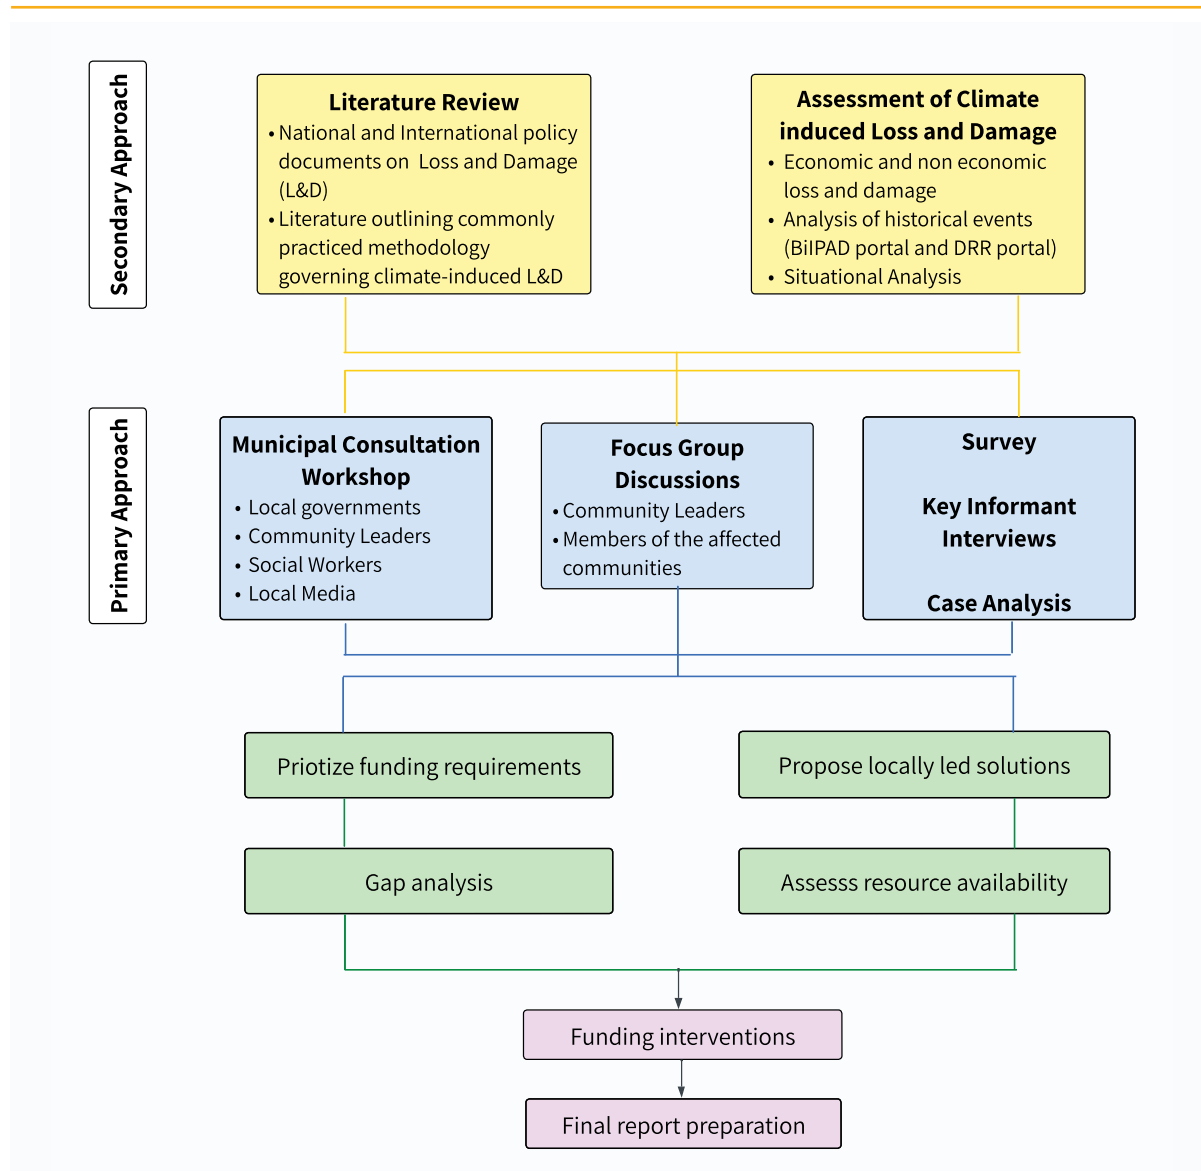 Secondary Approach
Literature Review
• National and International policy
documents on Loss and Damage
(L&D)
• Literature outlining commonly
practiced methodology
governing climate-induced L&D
Assessment of Climate
induced Loss and Damage
• Economic and non economic
loss and damage
• Analysis of historical events
(BiIPAD portal and DRR portal)
• Situational Analysis
Primary Approach
Municipal Consultation
Workshop
• Local governments
• Community Leaders
• Social Workers
• Local Media
Focus Group
Discussions
• Community Leaders
• Members of the affected
communities
Survey
Key Informant
Interviews
Case Analysis
Priotize funding requirements
Propose locally led solutions
Gap analysis
Assesss resource availability
Funding interventions
Final report preparation